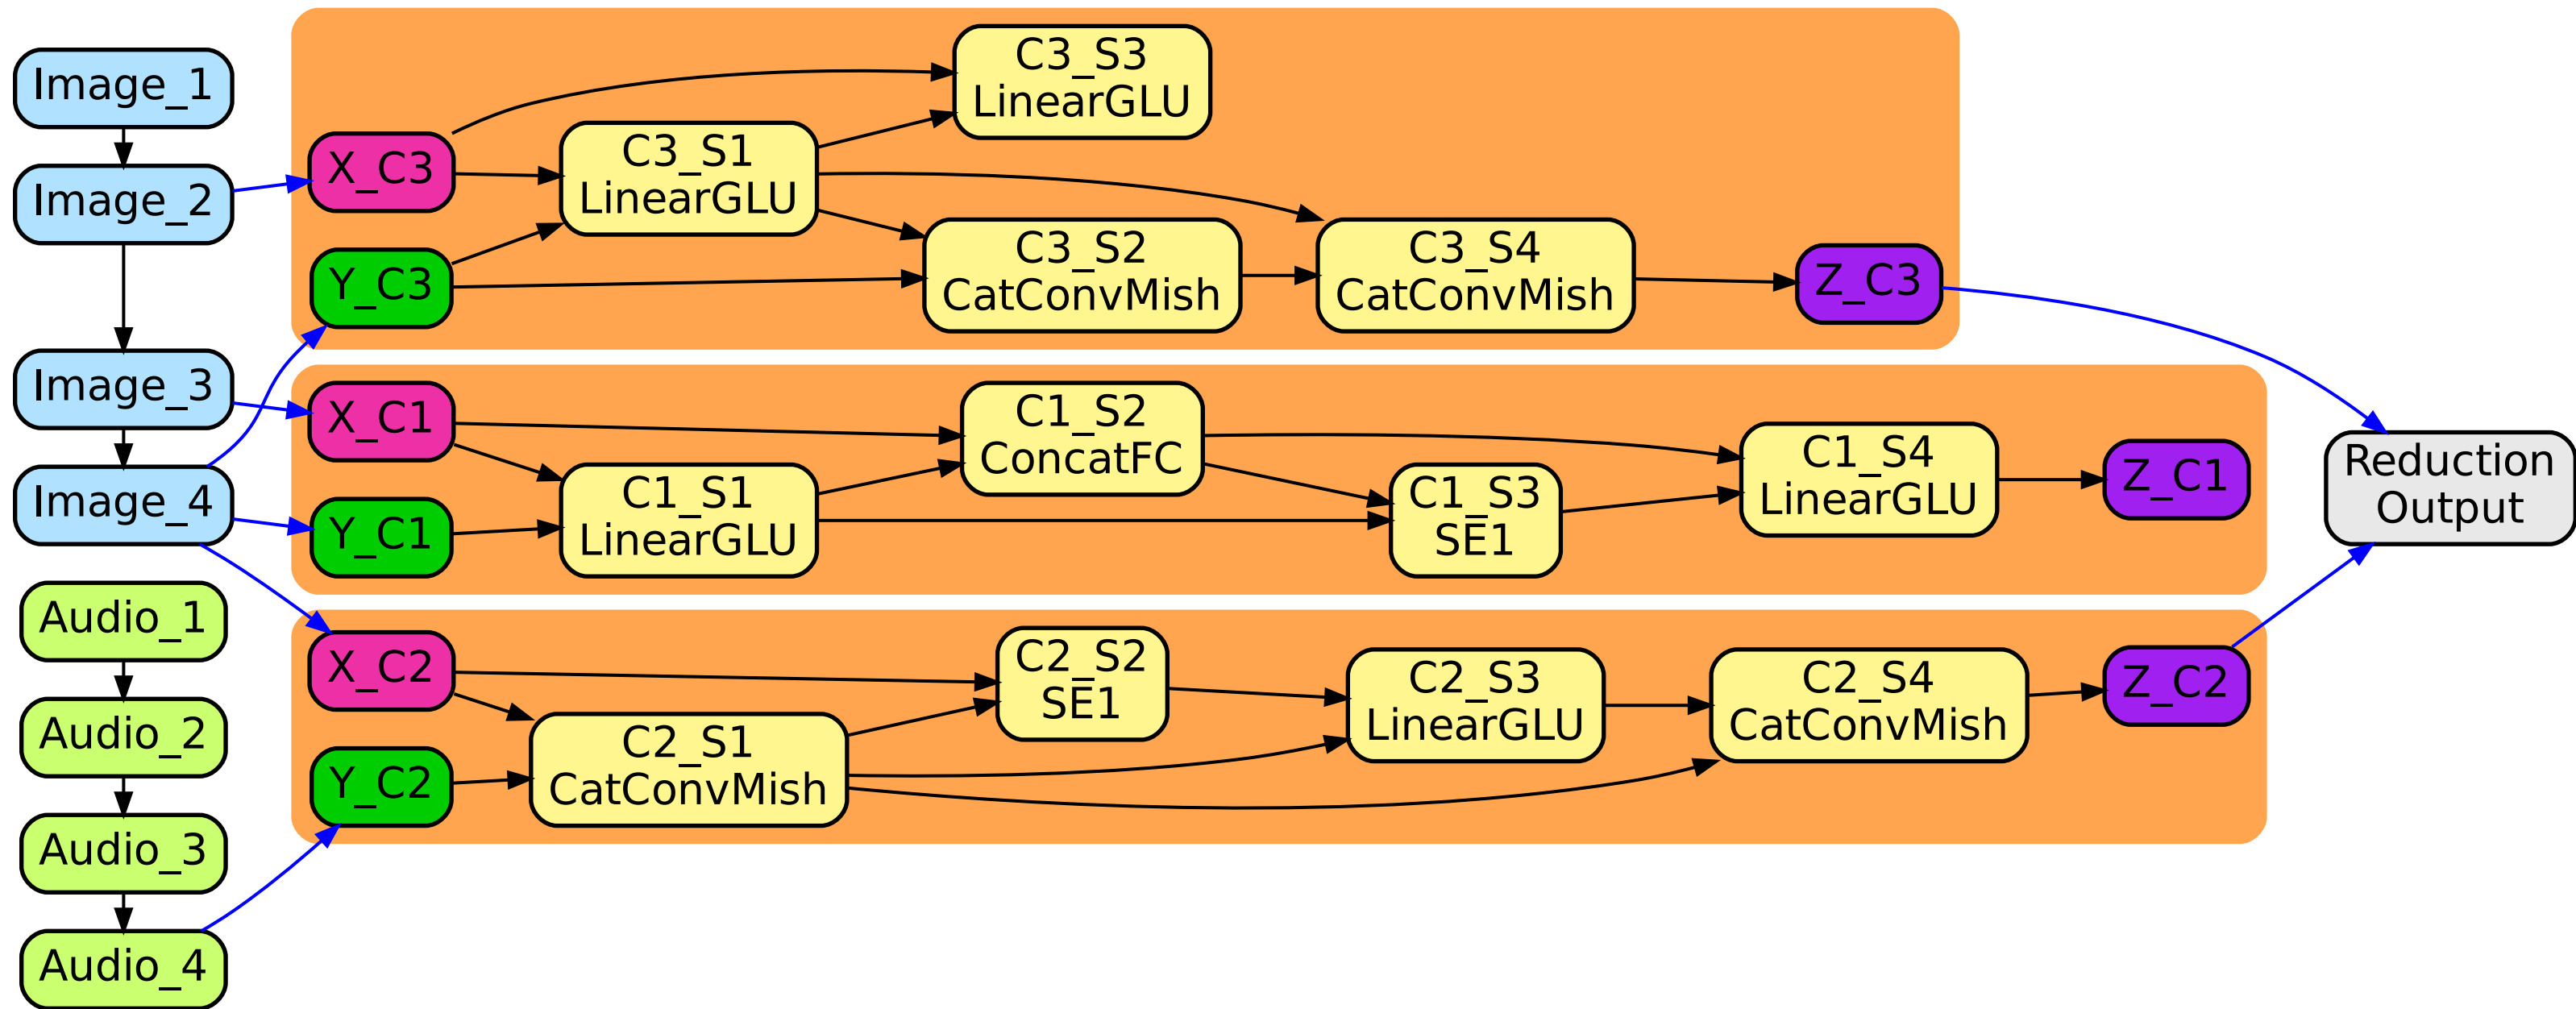 Image_1
Image_2
Image_3
Image_4
Audio_1
Audio_2
Audio_3
Audio_4
X_C3
Y_C3
C3_S1
LinearGLU
C3_S3
LinearGLU
C3_S2
CatConvMish
C3_S4
CatConvMish
Z_C3
X_C1
Y_C1
C1_S1
LinearGLU
C1_S2
ConcatFC
C1_S3
SE1
C1_S4
LinearGLU
Z_C1
X_C2
Y_C2
C2_S1
CatConvMish
C2_S2
SE1
C2_S3
LinearGLU
C2_S4
CatConvMish
Z_C2
Reduction
Output